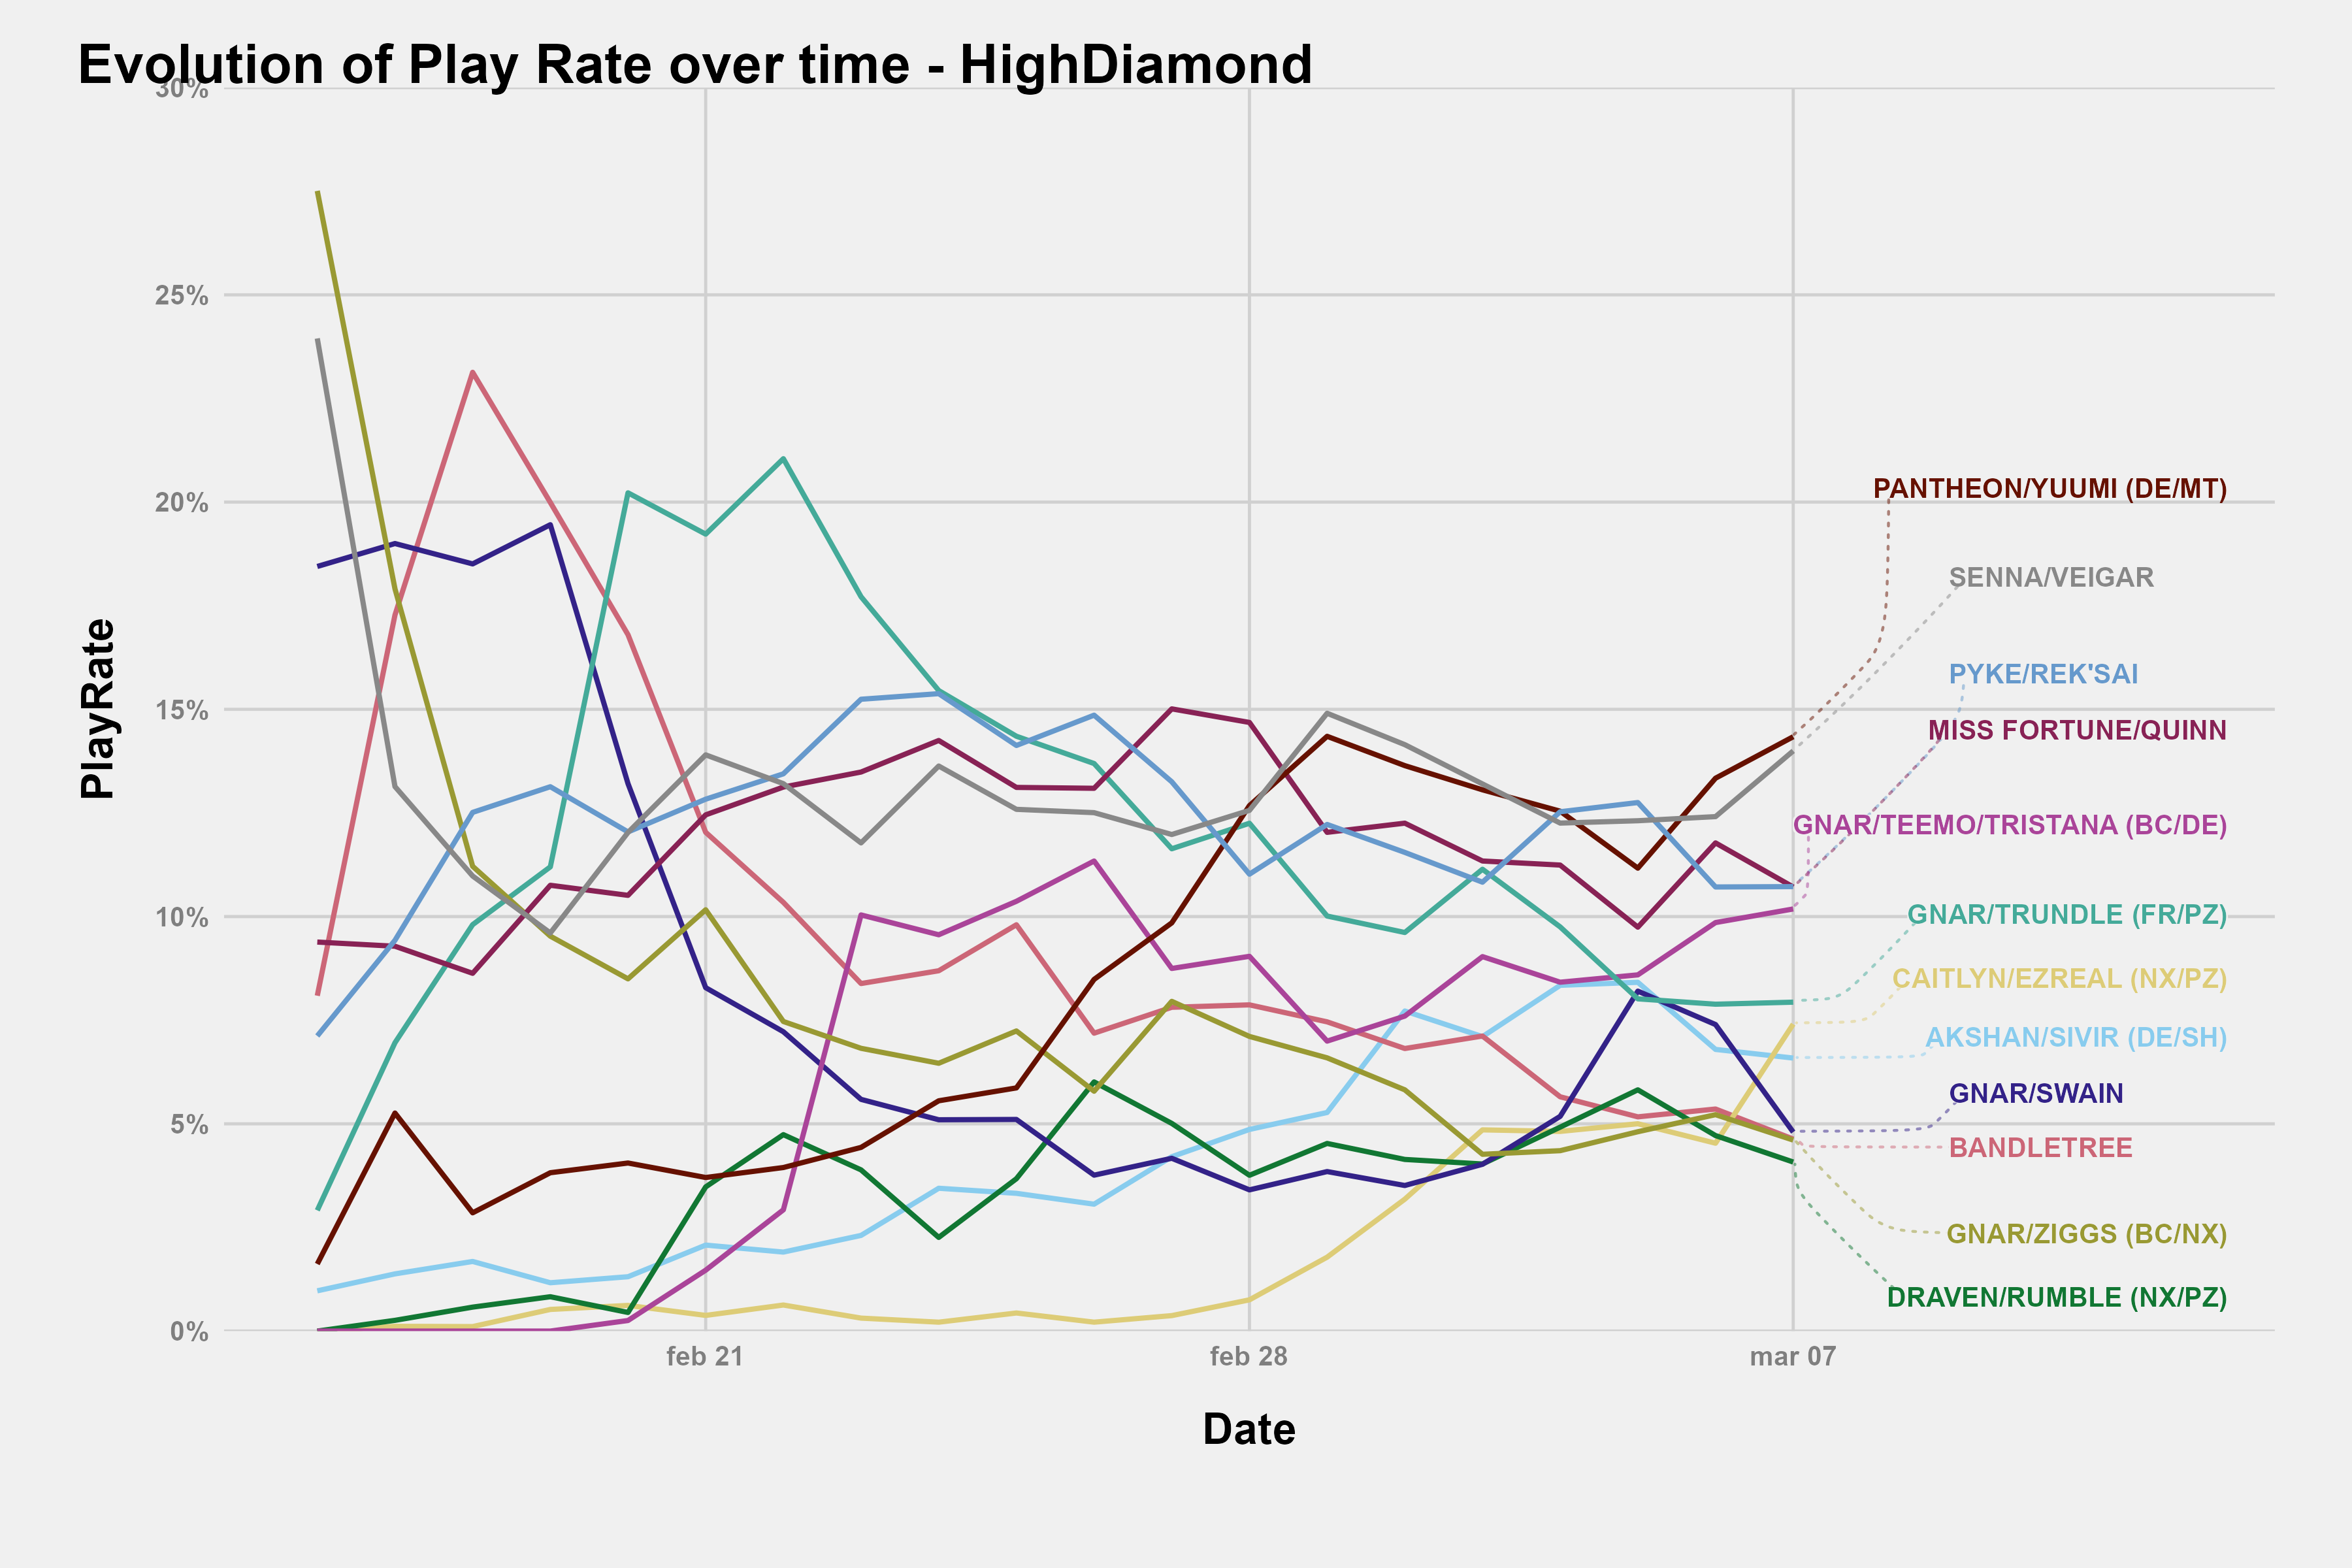 Evolution of Play Rate over time - HighDiamond
30%
25%
20%
15%
10%
5%
0%
PlayRate
feb 21
feb 28
mar 07
Date
PANTHEON/YUUMI (DE/MT)
SENNA/VEIGAR
PYKE/REK'SAI
MISS FORTUNE/QUINN
GNAR/TEEMO/TRISTANA (BC/DE)
GNAR/TRUNDLE (FR/PZ)
CAITLYN/EZREAL (NX/PZ)
AKSHAN/SIVIR (DE/SH)
GNAR/SWAIN
BANDLETREE
GNAR/ZIGGS (BC/NX)
DRAVEN/RUMBLE (NX/PZ)